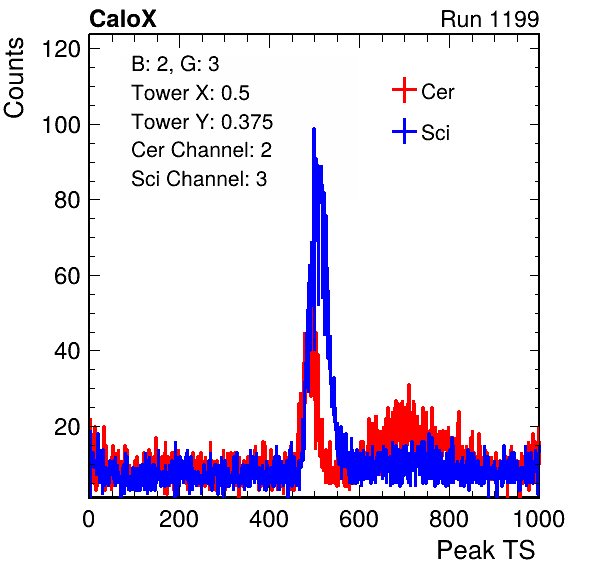 CaloX Run 1199
Counts
B: 2, G: 3
Tower X: 0.5
Tower Y: 0.375
Cer Channel: 2
Sci Channel: 3
Cer
Sci
120
100
80
60
40
20
0 200 400 600 800 1000
Peak TS